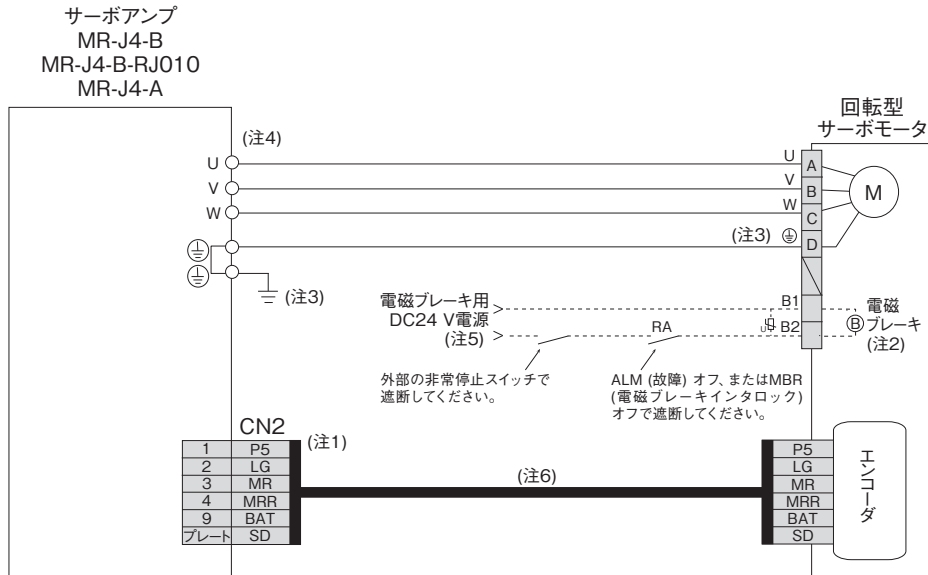 サーボアンプ
MR-J4-B
MR-J4-B-RJ010
MR-J4-A
回転型
サーボモータ
(注4)
U
V
W
(注3)
U
V
W
(注3)
A
B
C
D
M
電磁ブレーキ用
DC24 V電源
(注5)
RA
B1
U
B2
B
電磁
ブレーキ
(注2)
外部の非常停止スイッチで
遮断してください。
ALM (故障) オフ、またはMBR
(電磁ブレーキインタロック)
オフで遮断してください。
CN2
(注1)
1 P5
2 LG
3 MR
4 MRR
9 BAT
プレート SD
(注6)
P5
LG
MR
MRR
BAT
SD
エンコーダ